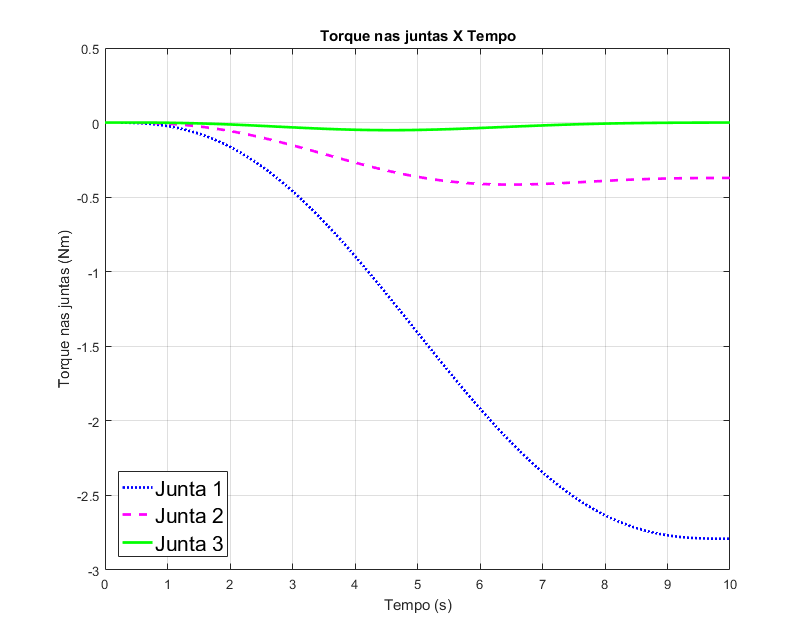 Torque nas juntas X Tempo
Torque nas juntas (Nm)
0.5
0
-0.5
-1
-1.5
-2
-2.5
-3
Junta 1
Junta 2
Junta 3
0 1 2 3 4 5 6 7 8 9 10
Tempo (s)